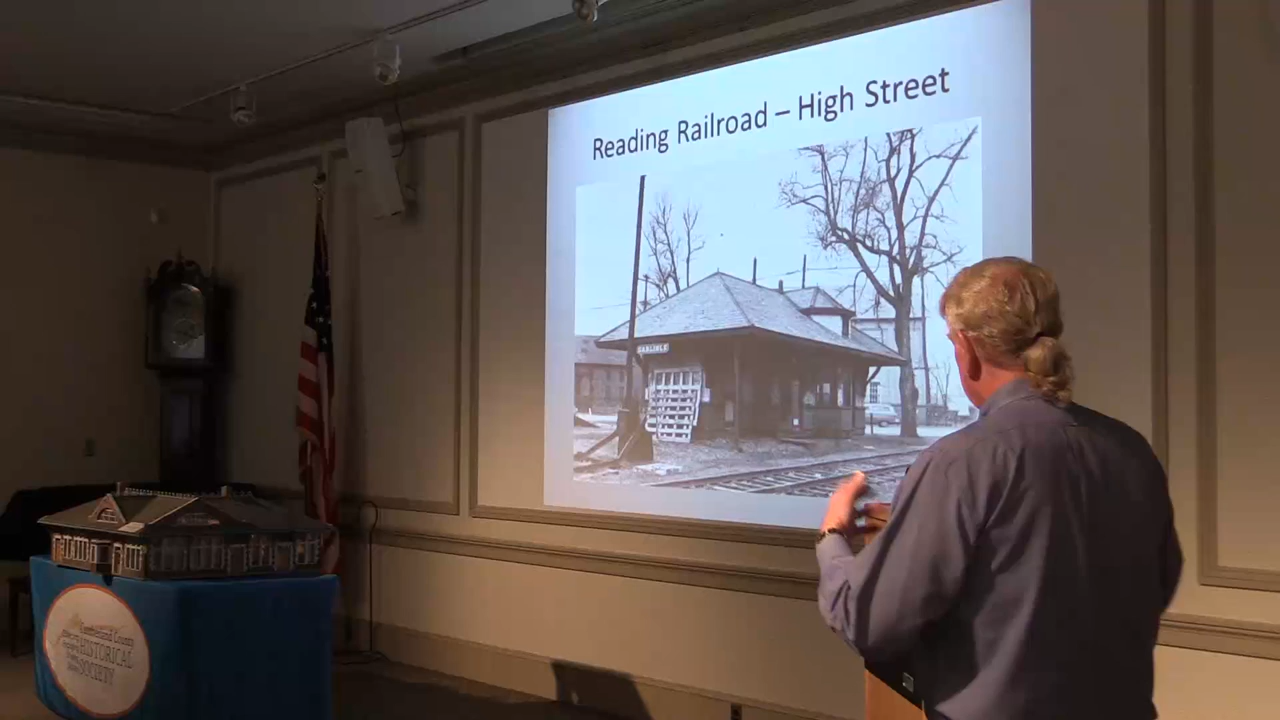 Reading Railroad – High Street
CARLISLE
Cumberland County
HISTORICAL
SOCIETY